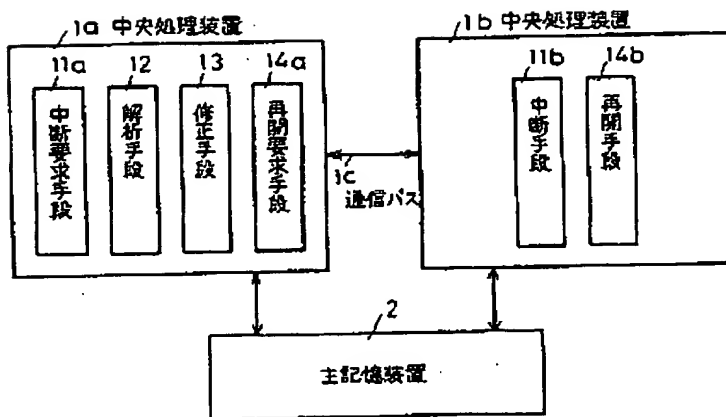 1a 中央処理装置
11a
12
13
14a
中断要求手段
解析手段
修正手段
再開要求手段
1c
通信パス
1b 中央処理装置
11b
14b
中断手段
再開手段
2
主記憶装置